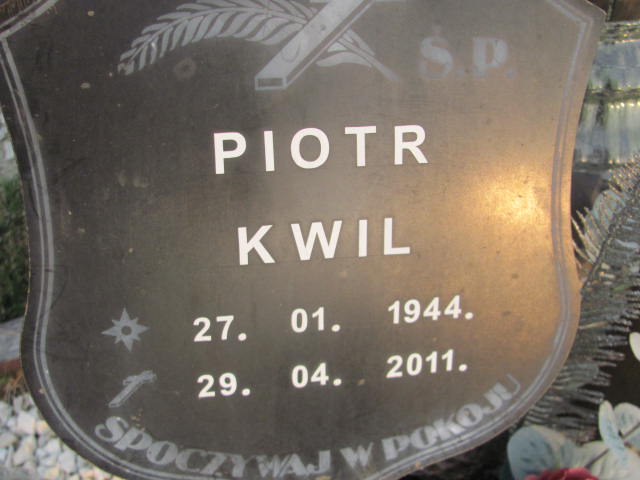 Ś.P.
PIOTR
KWIL
27. 01. 1944.
29. 04. 2011.
SPOCZYWAJ W POKOJU